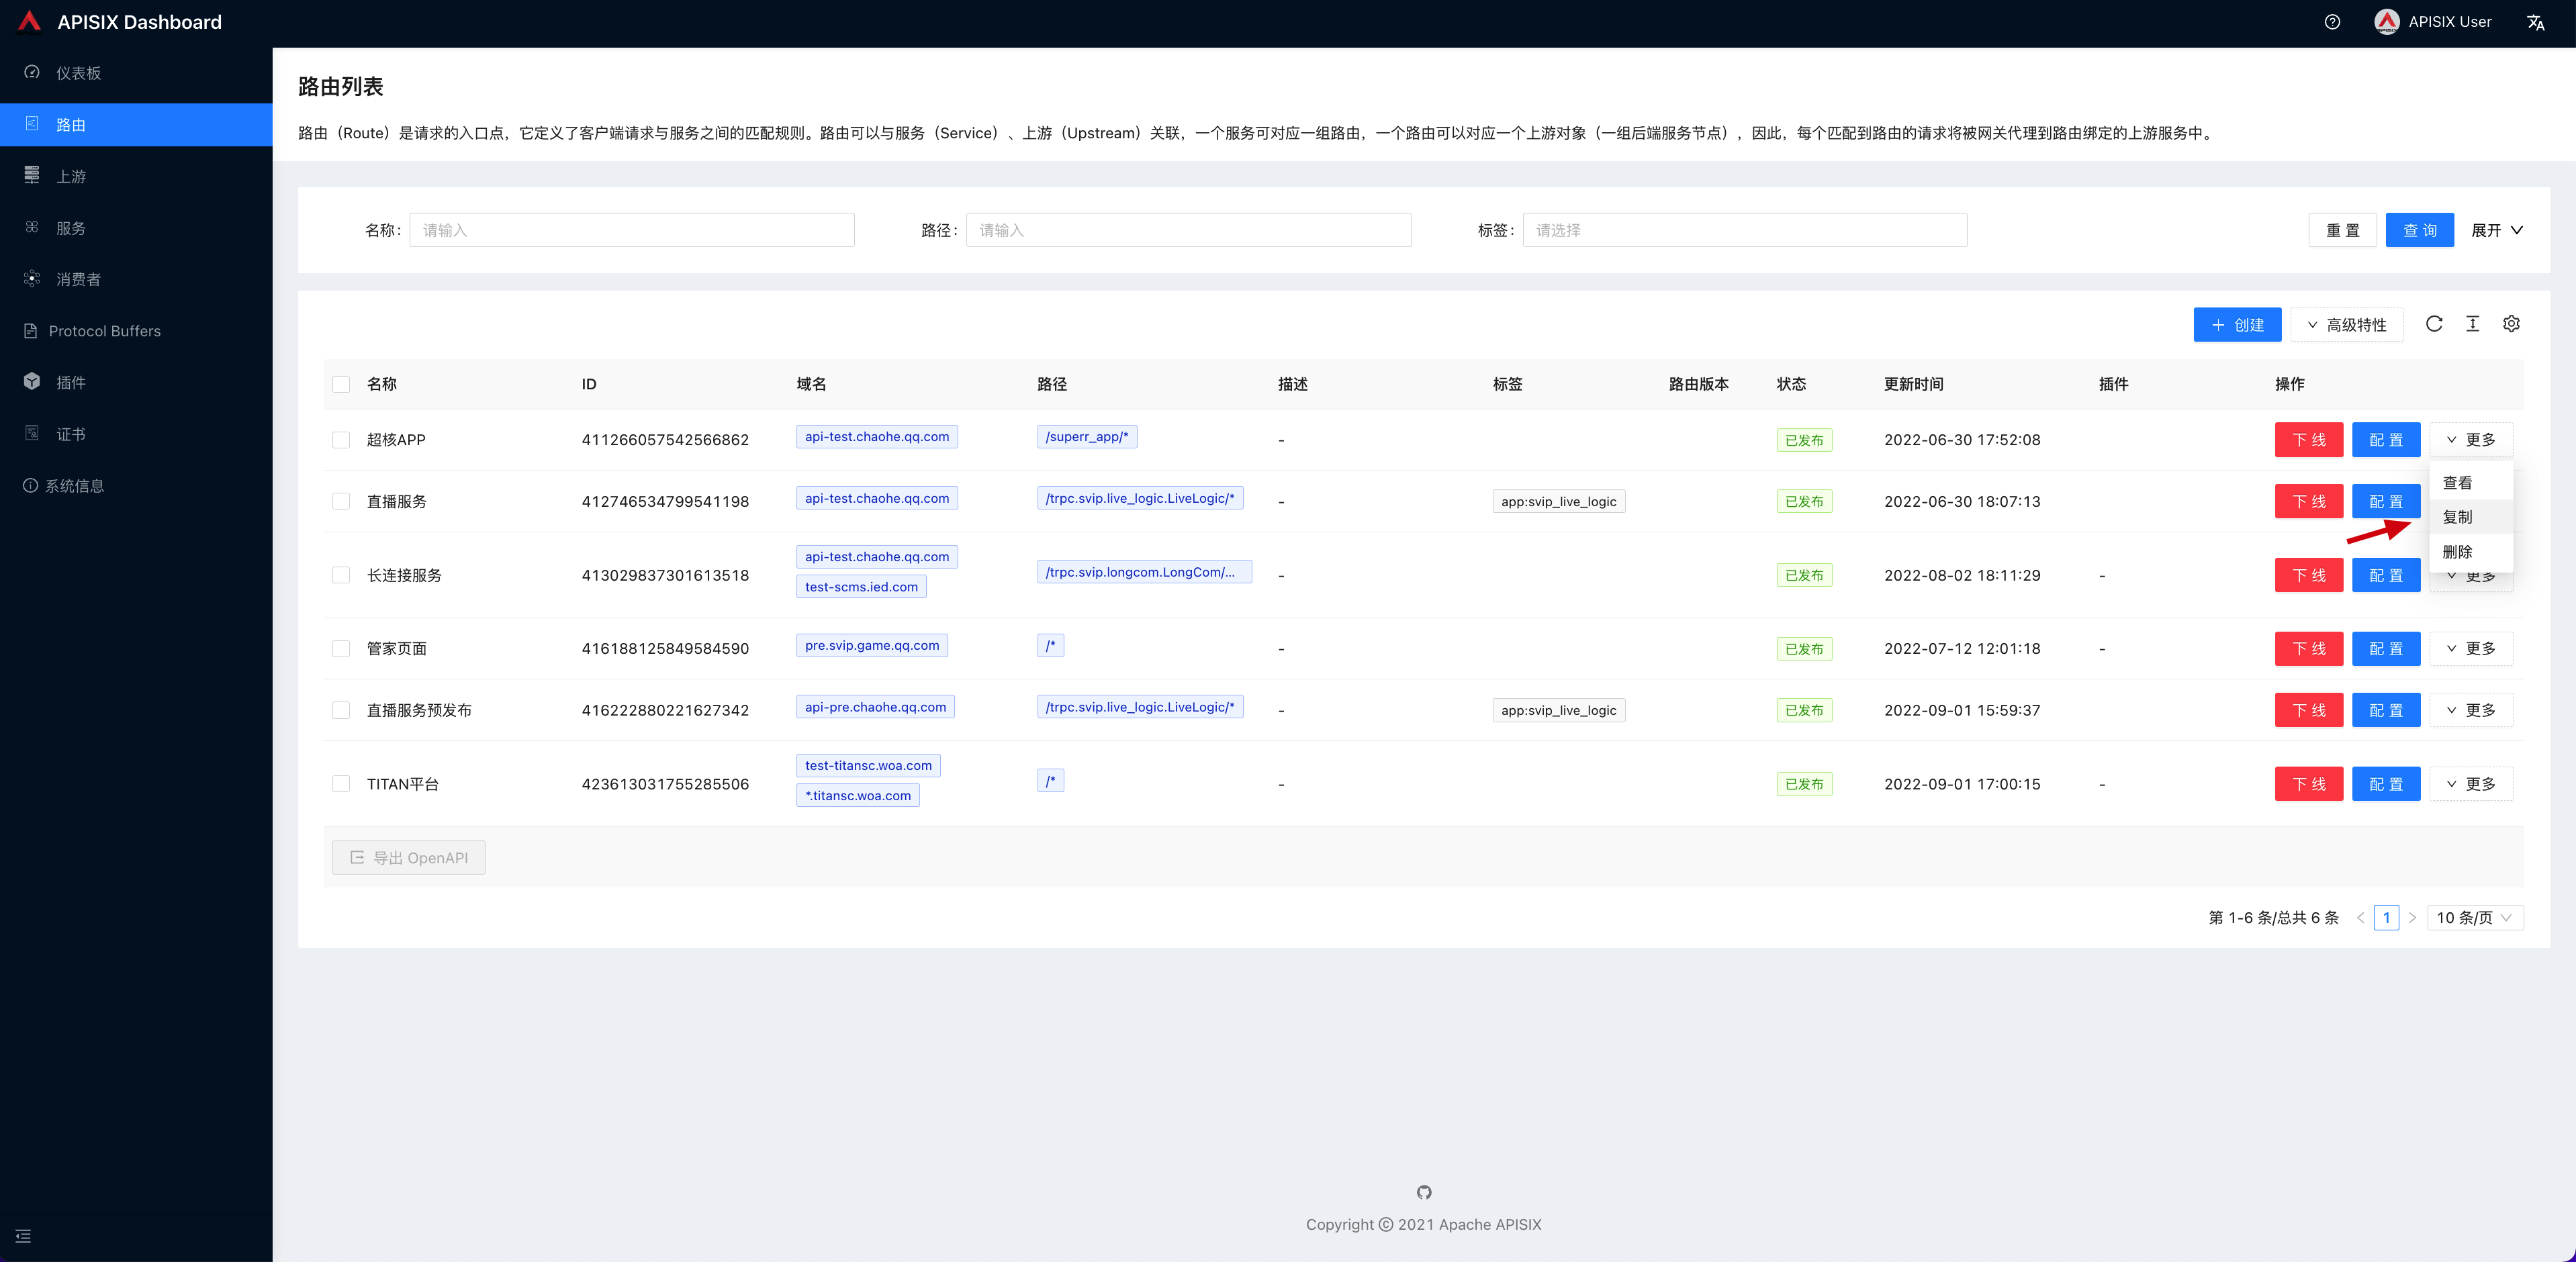 APISIX Dashboard
APISIX User
仪表板
路由
上游
服务
消费者
Protocol Buffers
插件
证书
系统信息
路由列表
路由（Route）是请求的入口点，它定义了客户端请求与服务之间的匹配规则。路由可以与服务（Service）、上游（Upstream）关联，一个服务可对应一组路由，一个路由可以对应一个上游对象（一组后端服务节点），因此，每个匹配到路由的请求将被网关代理到路由绑定的上游服务中。
名称: 请输入 路径: 请输入 标签: 请选择 重 置 查 询 展开
创建 高级特性
名称 ID 域名 路径 描述 标签 路由版本 状态 更新时间 插件 操作
超核APP 411266057542566862 api-test.chaohe.qq.com /superr_app/* - 已发布 2022-06-30 17:52:08 下 线 配 置 更多
查看
直播服务 412746534799541198 api-test.chaohe.qq.com /trpc.svip.live_logic.LiveLogic/* - app:svip_live_logic 已发布 2022-06-30 18:07:13 下 线 配 置
复制
删除
长连接服务 413029837301613518 api-test.chaohe.qq.com test-scms.ied.com /trpc.svip.longcom.LongCom/... - 已发布 2022-08-02 18:11:29 - 下 线 配 置 更多
管家页面 416188125849584590 pre.svip.game.qq.com /* - 已发布 2022-07-12 12:01:18 - 下 线 配 置 更多
直播服务预发布 416222880221627342 api-pre.chaohe.qq.com /trpc.svip.live_logic.LiveLogic/* - app:svip_live_logic 已发布 2022-09-01 15:59:37 下 线 配 置 更多
TITAN平台 423613031755285506 test-titansc.woa.com *.titansc.woa.com /* - 已发布 2022-09-01 17:00:15 - 下 线 配 置 更多
导出 OpenAPI
第 1-6 条/总共 6 条 < 1 > 10 条/页
Copyright © 2021 Apache APISIX